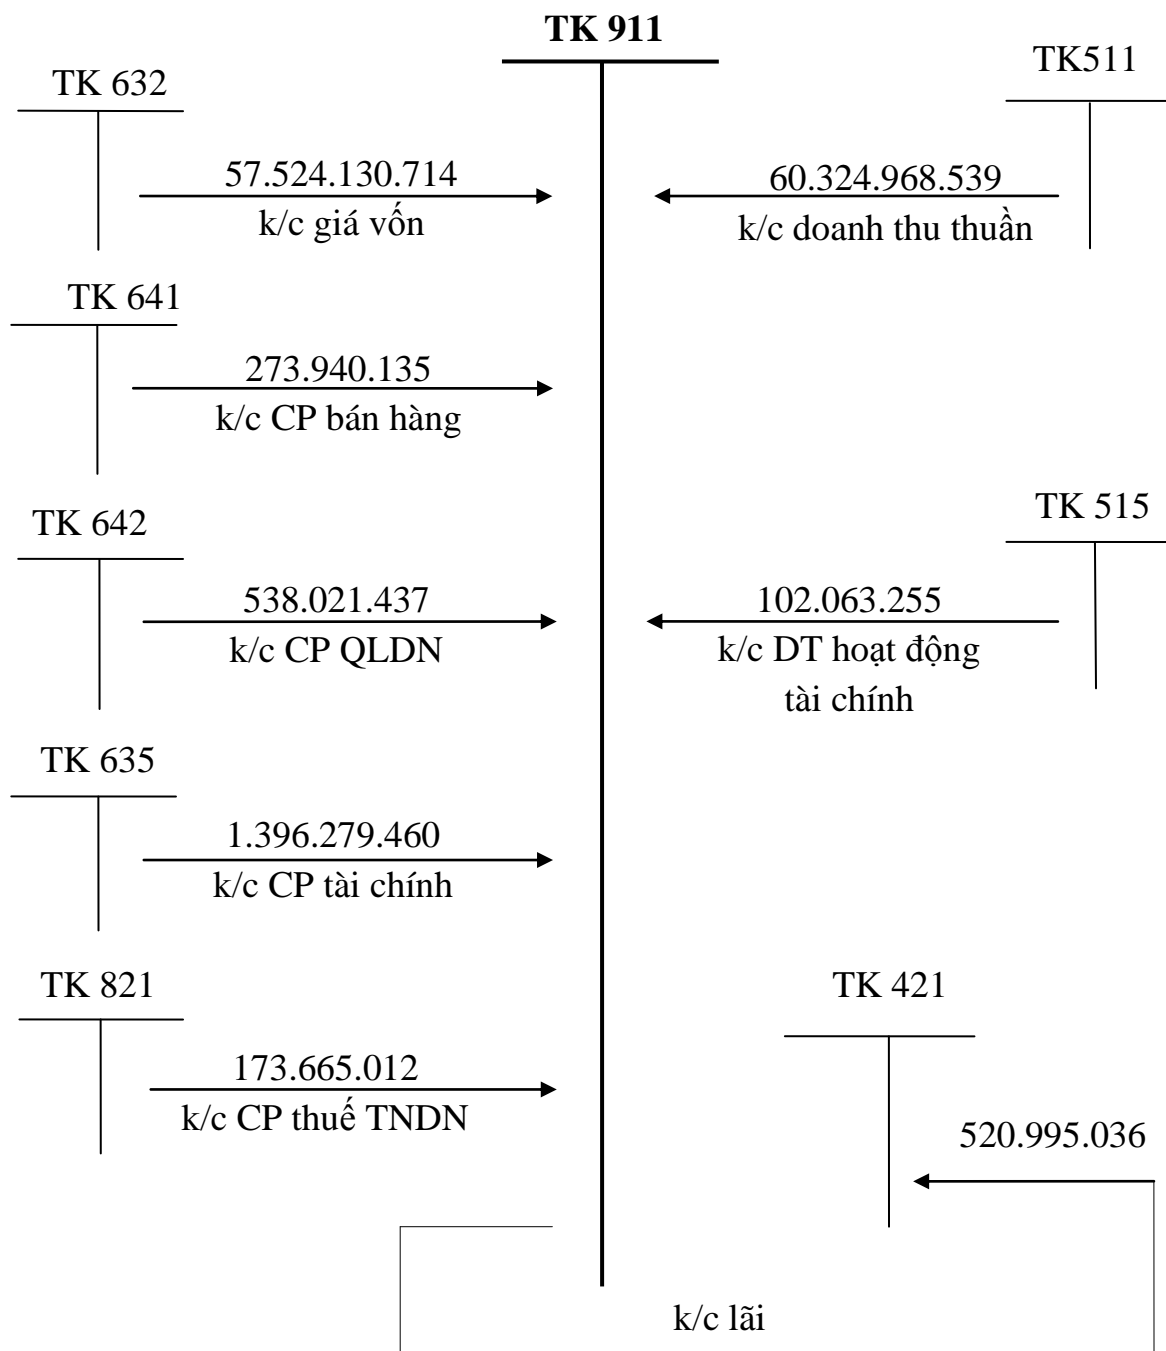 TK 911
TK511
TK 632
57.524.130.714
k/c giá vốn
60.324.968.539
k/c doanh thu thuần
TK 641
273.940.135
k/c CP bán hàng
TK 642
TK 515
538.021.437
k/c CP QLDN
102.063.255
k/c DT hoạt động
tài chính
TK 635
1.396.279.460
k/c CP tài chính
TK 821
TK 421
173.665.012
k/c CP thuế TNDN
520.995.036
k/c lãi